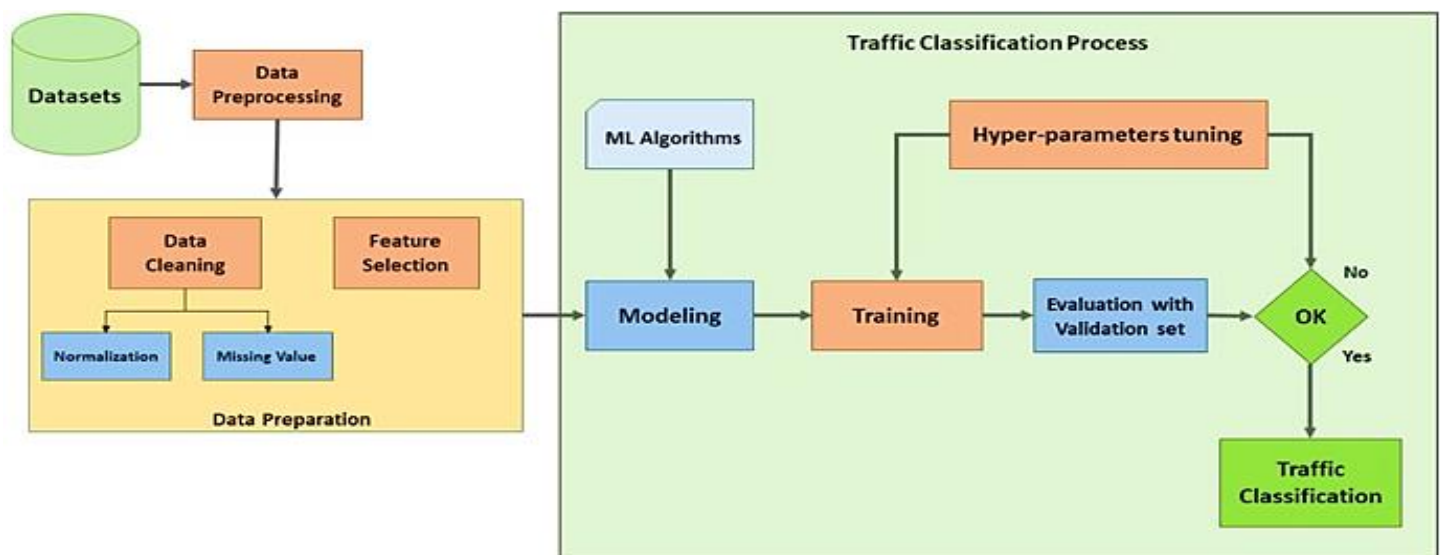 Datasets
Data
Preprocessing
Data
Cleaning
Feature
Selection
Normalization
Missing Value
Data Preparation
Traffic Classification Process
ML Algorithms
Hyper-parameters tuning
Modeling
Training
Evaluation with
Validation set
OK
No
Yes
Traffic
Classification